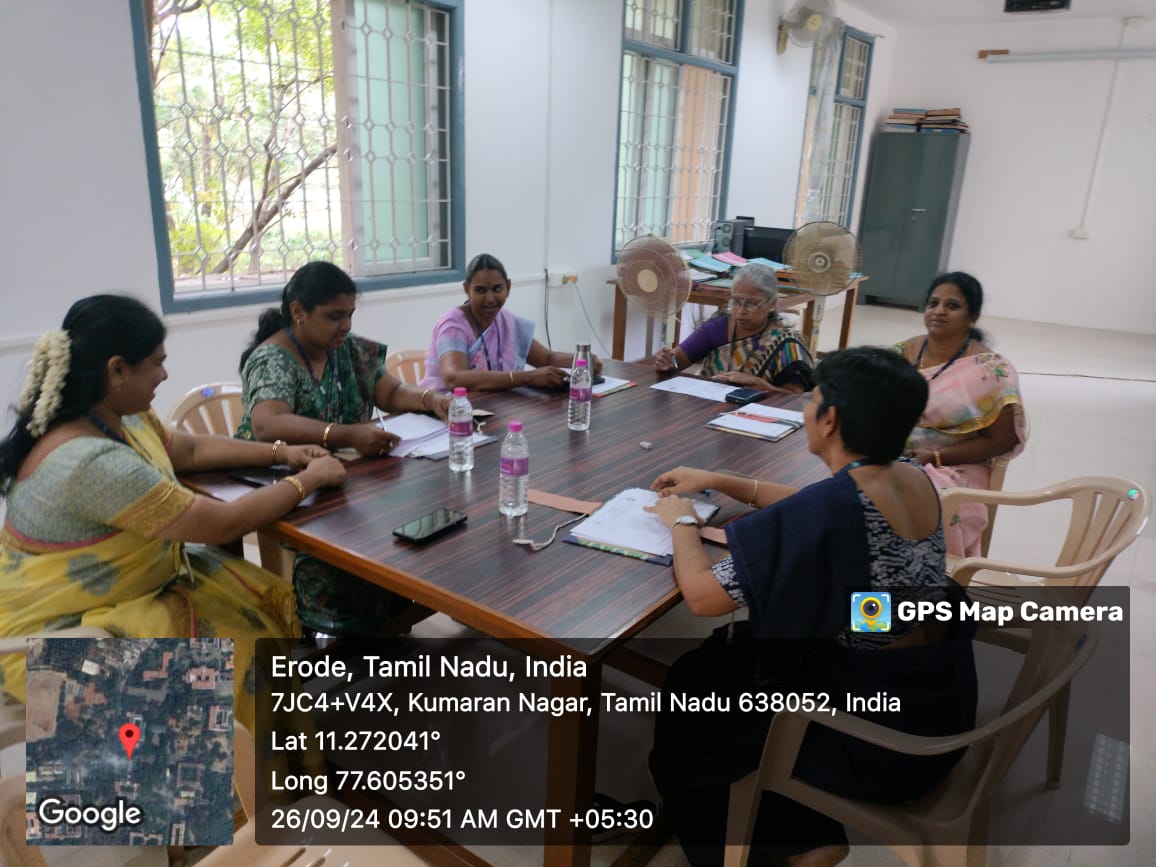 GPS Map Camera
Erode, Tamil Nadu, India
7JC4+V4X, Kumaran Nagar, Tamil Nadu 638052, India
Lat 11.272041°
Long 77.605351°
26/09/24 09:51 AM GMT +05:30
Google